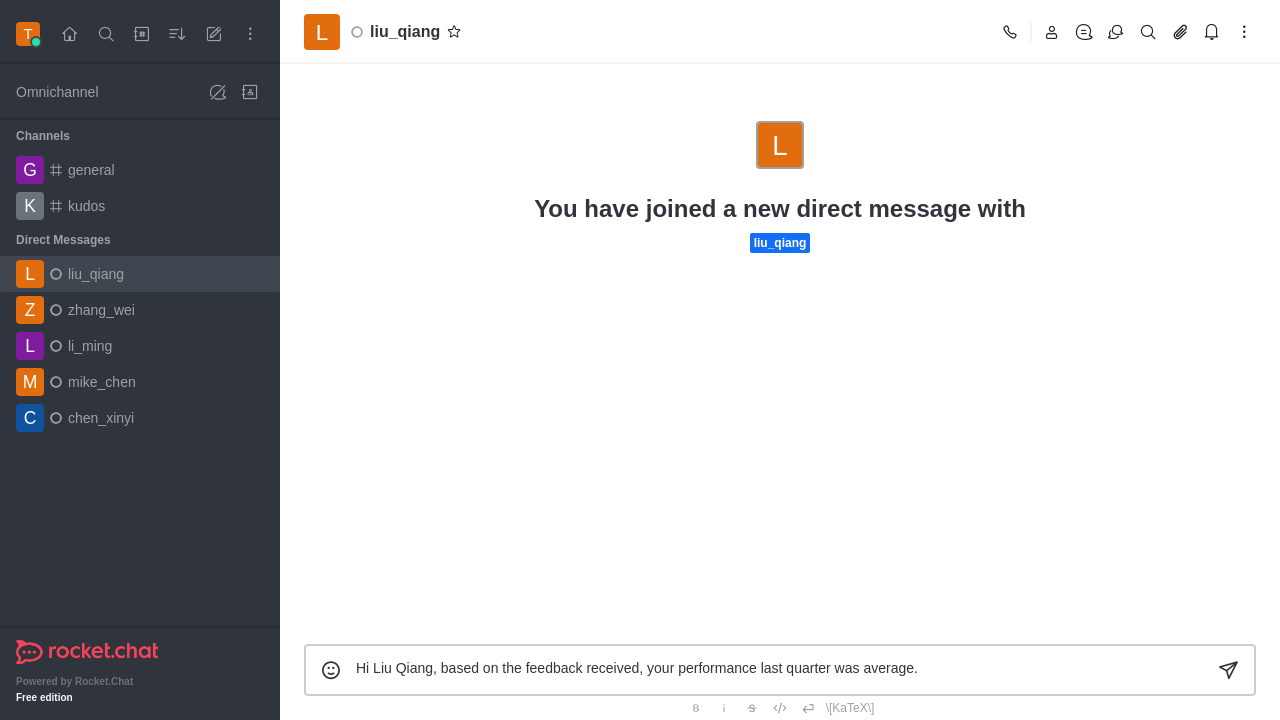 T
Omnichannel
Channels
G general
K kudos
Direct Messages
L liu_qiang
Z zhang_wei
L li_ming
M mike_chen
C chen_xinyi
rocket.chat
Powered by Rocket.Chat
Free edition
L liu_qiang
L
You have joined a new direct message with
liu_qiang
Hi Liu Qiang, based on the feedback received, your performance last quarter was average.
B i S \[KaTeX\]